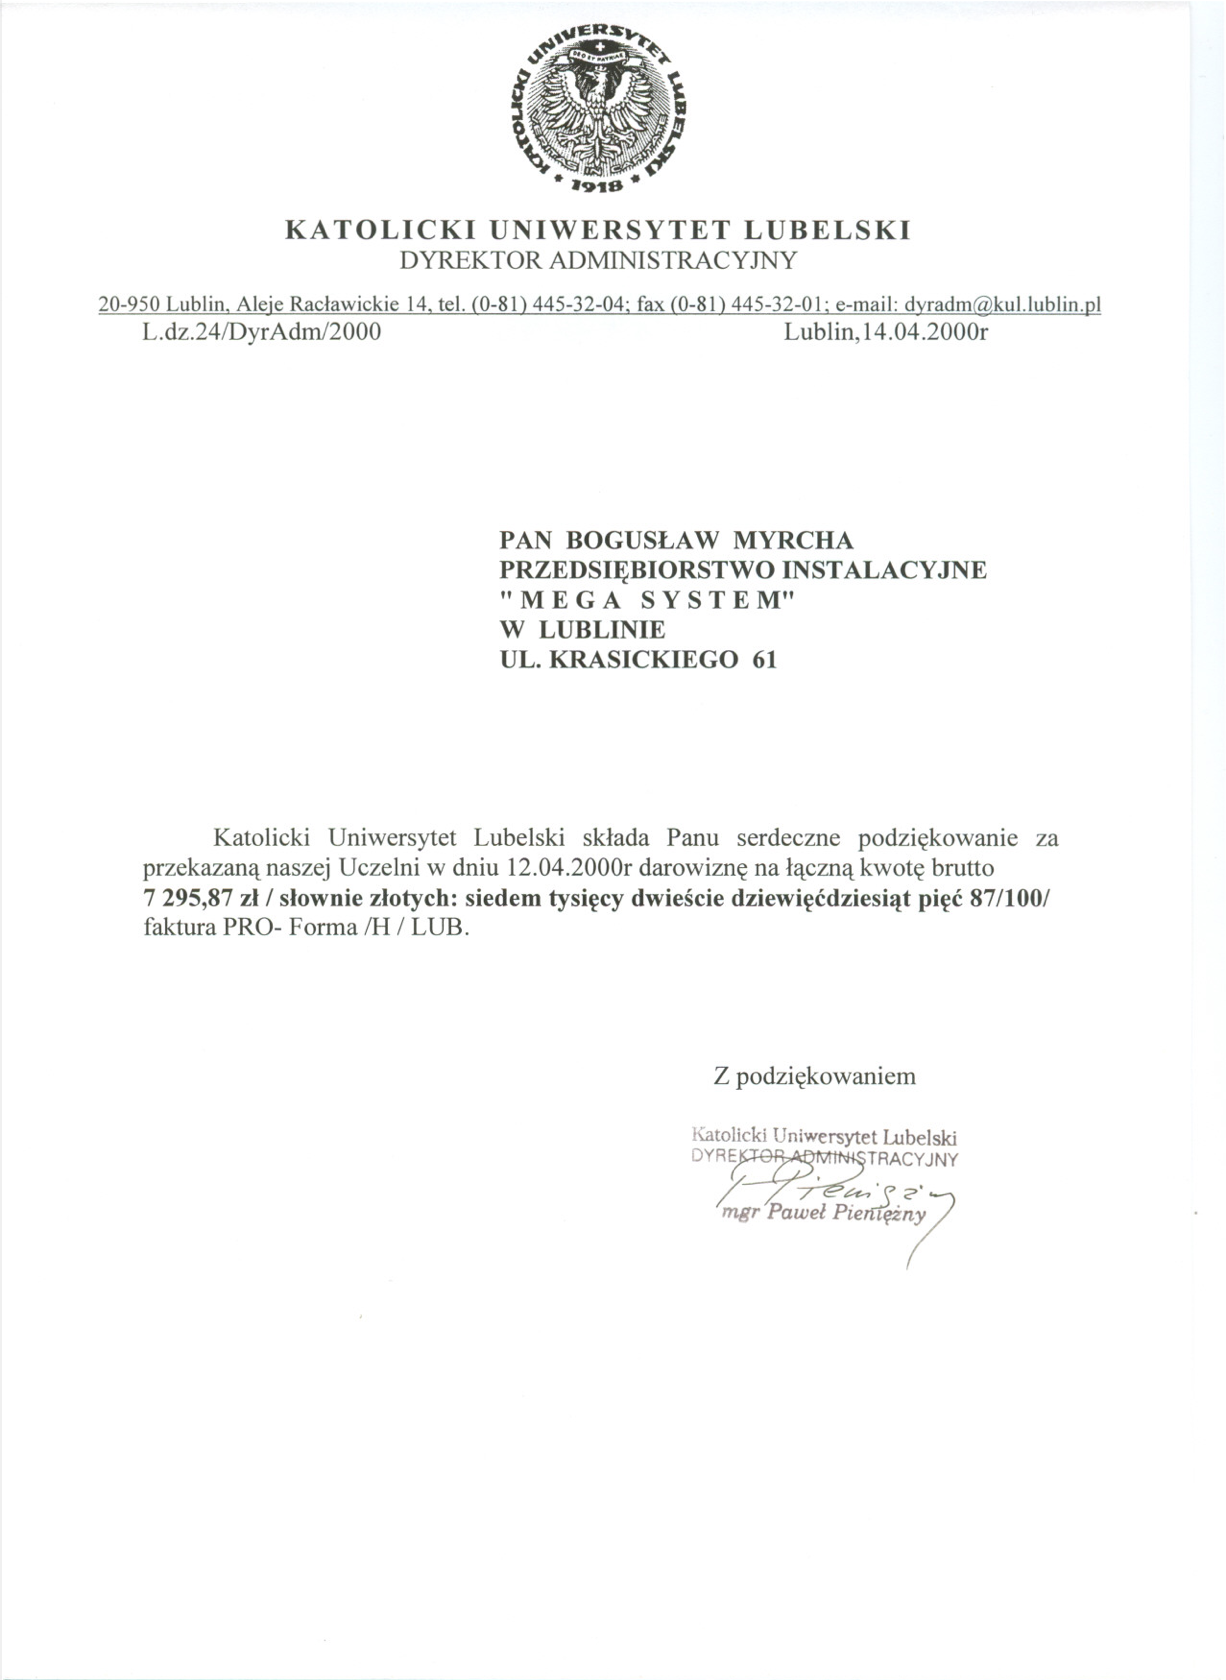 KATOLICKI UNIWERSYTET LUBELSKI
DEO ET PATRIAE
* 1918 *
KATOLICKI UNIWERSYTET LUBELSKI
DYREKTOR ADMINISTRACYJNY
20-950 Lublin, Aleje Racławickie 14, tel. (0-81) 445-32-04; fax (0-81) 445-32-01; e-mail: dyradm@kul.lublin.pl
L.dz.24/DyrAdm/2000 Lublin,14.04.2000r
PAN BOGUSŁAW MYRCHA
PRZEDSIĘBIORSTWO INSTALACYJNE
"MEGA SYSTEM"
W LUBLINIE
UL. KRASICKIEGO 61
Katolicki Uniwersytet Lubelski składa Panu serdeczne podziękowanie za
przekazaną naszej Uczelni w dniu 12.04.2000r darowiznę na łączną kwotę brutto
7 295,87 zł / słownie złotych: siedem tysięcy dwieście dziewięćdziesiąt pięć 87/100/
faktura PRO- Forma /H / LUB.
Z podziękowaniem
Katolicki Uniwersytet Lubelski
DYREKTOR ADMINISTRACYJNY
mgr Paweł Pieniężny